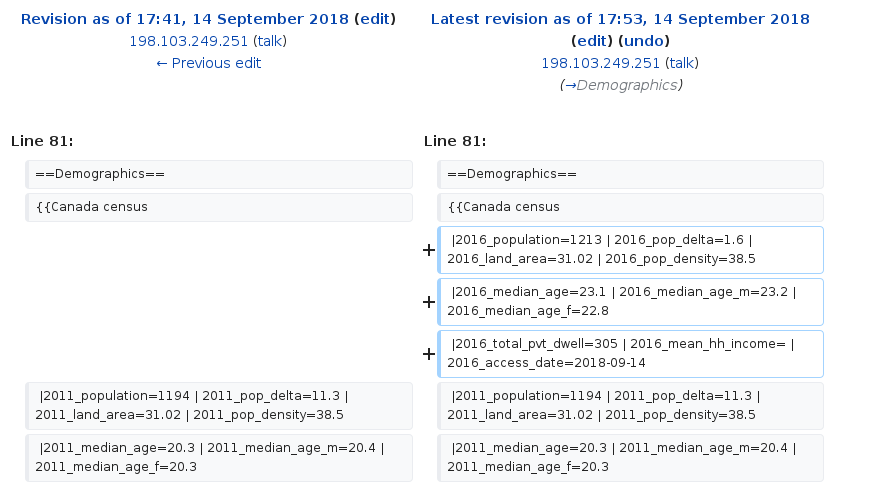 Revision as of 17:41, 14 September 2018 (edit)
198.103.249.251 (talk)
← Previous edit
Latest revision as of 17:53, 14 September 2018
(edit) (undo)
198.103.249.251 (talk)
(→Demographics)
Line 81:
Line 81:
==Demographics==
==Demographics==
{{Canada census
{{Canada census
+
|2016_population=1213 | 2016_pop_delta=1.6 |
2016_land_area=31.02 | 2016_pop_density=38.5
+
|2016_median_age=23.1 | 2016_median_age_m=23.2 |
2016_median_age_f=22.8
+
|2016_total_pvt_dwell=305 | 2016_mean_hh_income= |
2016_access_date=2018-09-14
|2011_population=1194 | 2011_pop_delta=11.3 |
2011_land_area=31.02 | 2011_pop_density=38.5
|2011_population=1194 | 2011_pop_delta=11.3 |
2011_land_area=31.02 | 2011_pop_density=38.5
|2011_median_age=20.3 | 2011_median_age_m=20.4 |
2011_median_age_f=20.3
|2011_median_age=20.3 | 2011_median_age_m=20.4 |
2011_median_age_f=20.3